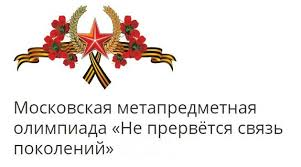 Московская метапредметная
олимпиада «Не прервётся связь
поколений»